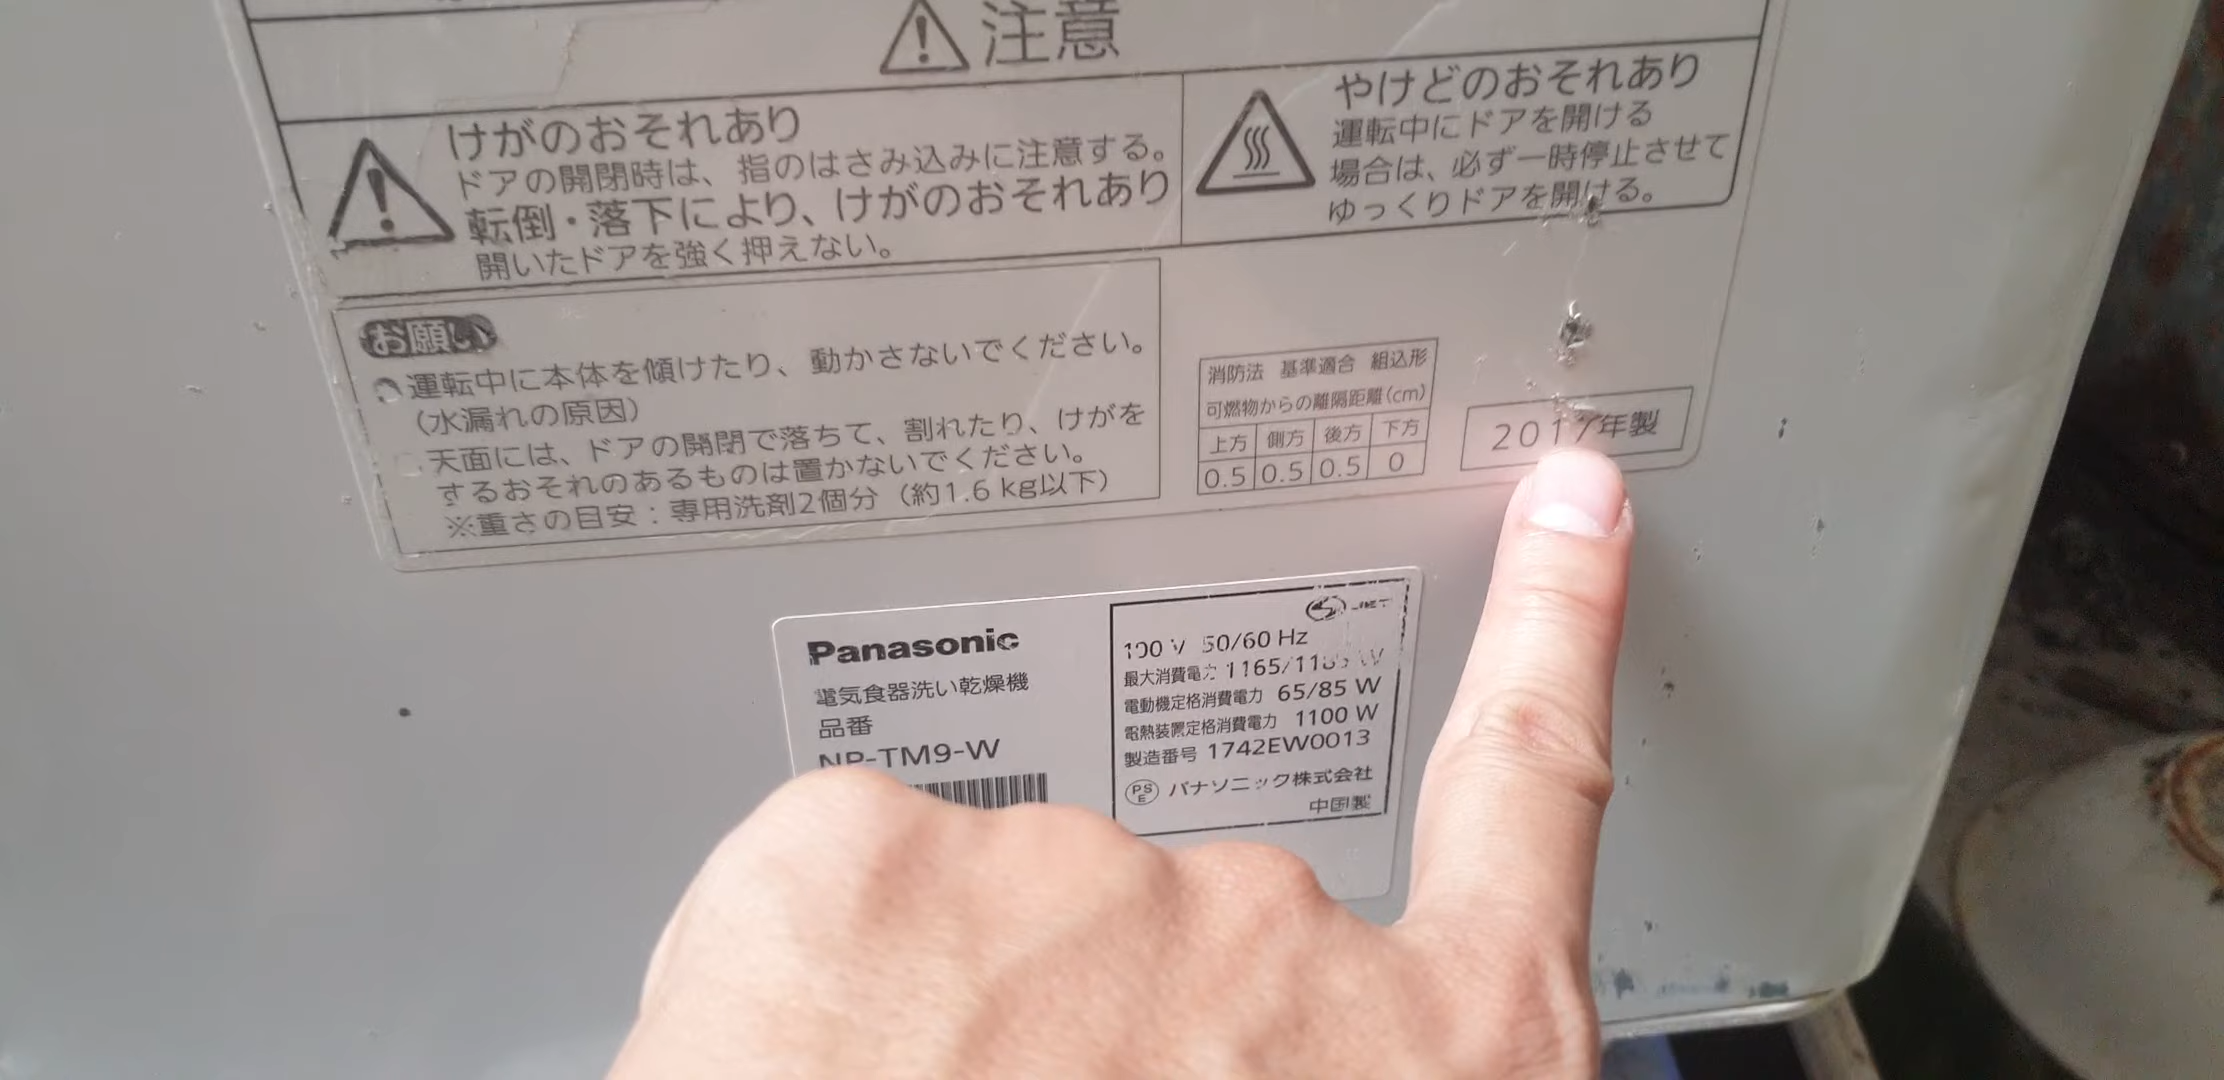 注意
けがのおそれあり
ドアの開閉時は、指のはさみ込みに注意する。
転倒・落下により、けがのおそれあり
開いたドアを強く押えない。
やけどのおそれあり
運転中にドアを開ける
場合は、必ず一時停止させて
ゆっくりドアを開ける。
お願い
運転中に本体を傾けたり、動かさないでください。
（水漏れの原因）
天面には、ドアの開閉で落ちて、割れたり、けがを
するおそれのあるものは置かないでください。
※重さの目安：専用洗剤2個分（約1.6 kg以下）
消防法 基準適合 組込形
可燃物からの離隔距離(cm)
上方 側方 後方 下方
0.5 0.5 0.5 0
2017年製
Panasonic
電気食器洗い乾燥機
品番
NP-TM9-W
JET
100 V 50/60 Hz
最大消費電力 1165/ W
電動機定格消費電力 65/85 W
電熱装置定格消費電力 1100 W
製造番号 1742EW0013
PSE パナソニック株式会社
中国製